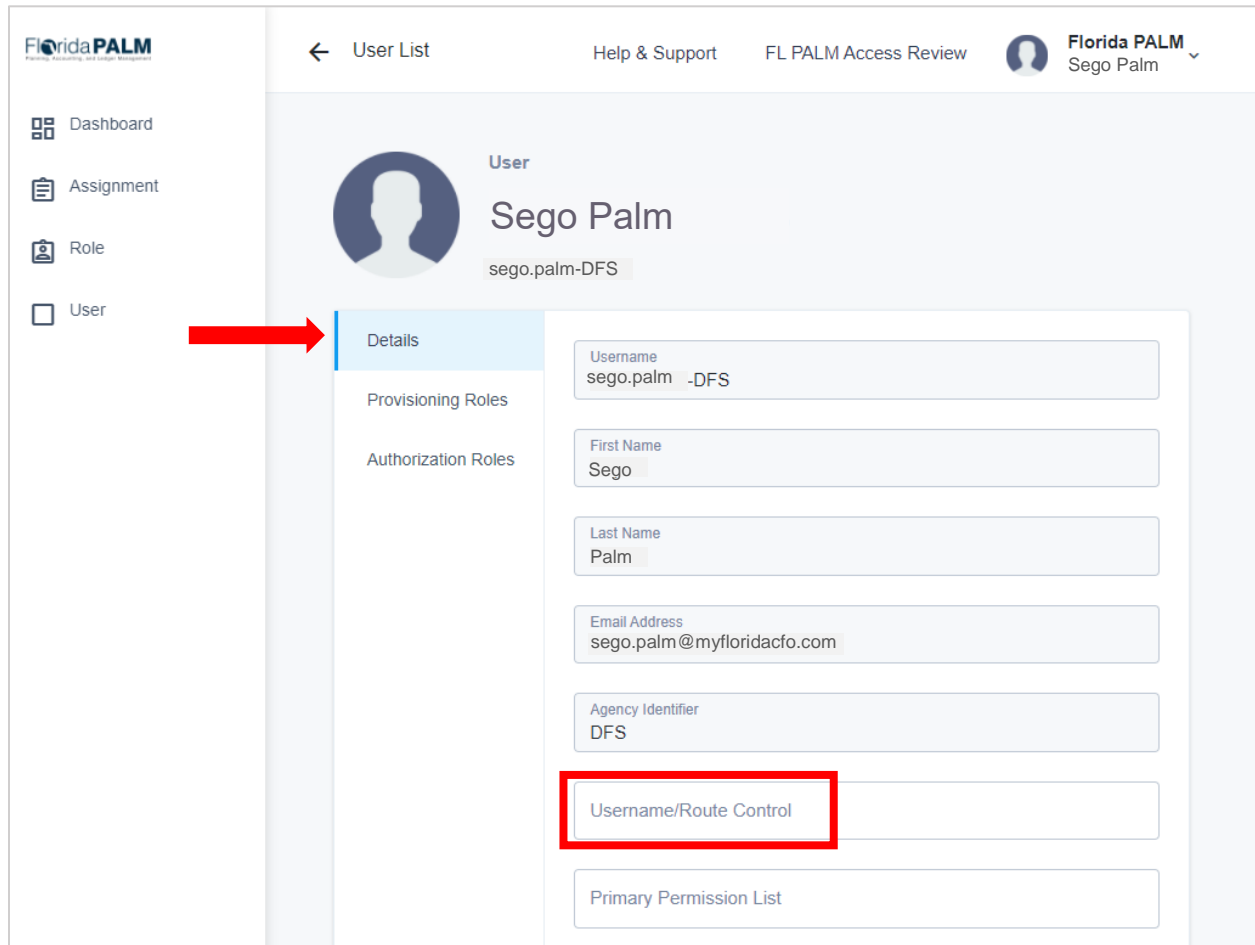 Florida PALM
Planning, Accounting, and Ledger Management
User List
Help & Support
FL PALM Access Review
Florida PALM
Sego Palm
Dashboard
Assignment
Role
User
User
Sego Palm
sego.palm-DFS
Details
Provisioning Roles
Authorization Roles
Username
sego.palm -DFS
First Name
Sego
Last Name
Palm
Email Address
sego.palm@myfloridacfo.com
Agency Identifier
DFS
Username/Route Control
Primary Permission List